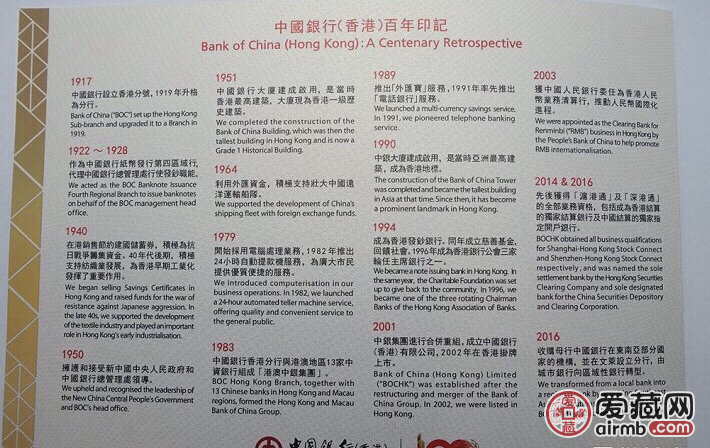 中國銀行(香港)百年印記
Bank of China (Hong Kong): A Centenary Retrospective
1917
中國銀行設立香港分號，1919年升格
為分行。
Bank of China ("BOC") set up the Hong Kong
Sub-branch and upgraded it to a Branch in
1919.
1922 ~ 1928
作為中國銀行紙幣發行第四區域行,
代理中國銀行總管理處行使發鈔職能。
We acted as the BOC Banknote Issuance
Fourth Regional Branch to issue banknotes
on behalf of the BOC management head
office.
1940
在港銷售節約建國儲蓄券，積極為抗
日戰爭籌集資金。40年代後期，積極
支持紡織業發展，為香港早期工業化
發揮了重要作用。
We began selling Savings Certificates in
Hong Kong and raised funds for the war of
resistance against Japanese aggression. In
the late 40s, we supported the development
of the textile industry and played an important
role in Hong Kong's early industrialisation.
1950
擁護和接受新中國中央人民政府和
中國銀行總管理處領導。
We upheld and recognised the leadership of
the New China Central People's Government
and BOC's head office.
1951
中國銀行大廈建成啟用，是當時
香港最高建築，大廈現為香港一級歷
史建築。
We completed the construction of the
Bank of China Building, which was then the
tallest building in Hong Kong and is now a
Grade 1 Historical Building.
1964
利用外匯資金，積極支持壯大中國遠
洋運輸船隊。
We supported the development of China's
shipping fleet with foreign exchange funds.
1979
開始採用電腦處理業務，1982年推出
24小時自動提款機服務，為廣大市民
提供優質便捷的服務。
We introduced computerisation in our
business operations. In 1982, we launched
a 24-hour automated teller machine service,
offering quality and convenient service to
the general public.
1983
中國銀行香港分行與港澳地區13家中
資銀行組成「港澳中銀集團」。
BOC Hong Kong Branch, together with
13 Chinese banks in Hong Kong and Macau
regions, formed the Hong Kong and Macau
Bank of China Group.
1989
推出「外匯寶」服務，1991年率先推出
「電話銀行」服務。
We launched a multi-currency savings service.
In 1991, we pioneered telephone banking
service.
1990
中銀大廈建成啟用，是當時亞洲最高建
築，成為香港地標。
The construction of the Bank of China Tower
was completed and became the tallest building
in Asia at that time. Since then, it has become
a prominent landmark in Hong Kong.
1994
成為香港發鈔銀行。同年成立慈善基金,
回饋社會。1996年成為香港銀行公會三家
輪任主席銀行之一。
We became a note issuing bank in Hong Kong. In
the same year, the Charitable Foundation was set
up to give back to the community. In 1996, we
became one of the three rotating Chairman
Banks of the Hong Kong Association of Banks.
2001
中銀集團進行合併重組，成立中國銀行
(香港)有限公司，2002年在香港掛牌
上市。
Bank of China (Hong Kong) Limited
("BOCHK") was established after the
restructuring and merger of the Bank of
China Group. In 2002, we were listed in
Hong Kong.
2003
獲中國人民銀行委任為香港人民
幣業務清算行，推動人民幣國際化
進程。
We were appointed as the Clearing Bank for
Renminbi ("RMB") business in Hong Kong by
the People's Bank of China to help promote
RMB internationalisation.
2014 & 2016
先後獲得「滬港通」及「深港通」
的全部業務資格，包括成為香港結算
的獨家結算銀行及中國結算的獨家指
定開戶銀行。
BOCHK obtained all business qualifications
for Shanghai-Hong Kong Stock Connect
and Shenzhen-Hong Kong Stock Connect
respectively, and was named the sole
settlement bank by the Hong Kong Securities
Clearing Company and sole designated
bank for the China Securities Depository
and Clearing Corporation.
2016
收購母行中國銀行在東南亞部分國
家的機構，並在文萊設立分行，由
城市銀行向區域性銀行轉型。
We transformed from a local bank into
a re
BOC's
Bru
中國銀行(香港)
爱藏网
airmb.com